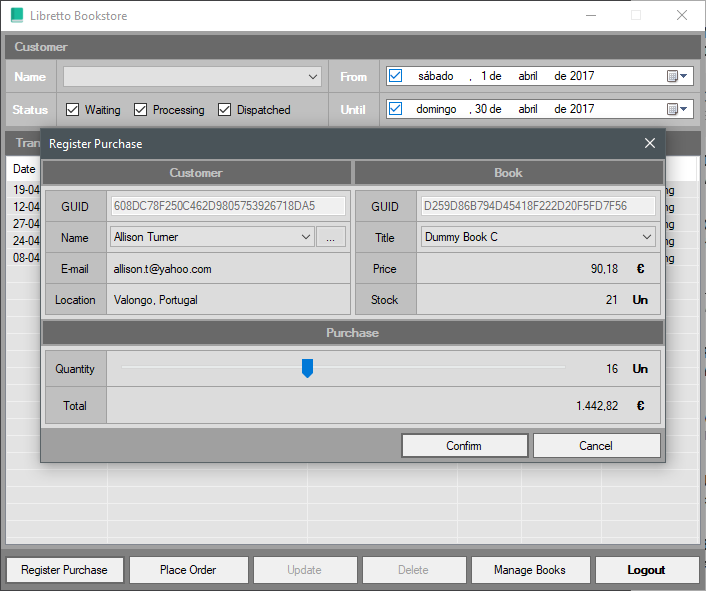 Libretto Bookstore
Customer
Name From sábado , 1 de abril de 2017
Status Waiting Processing Dispatched Until domingo , 30 de abril de 2017
Tran
Register Purchase
Date
19-04
12-04
27-04
24-04
08-04
Customer Book
GUID 608DC78F250C462D9805753926718DA5 GUID D259D86B794D45418F222D20F5FD7F56
Name Allison Turner ... Title Dummy Book C
E-mail allison.t@yahoo.com Price 90,18 €
Location Valongo, Portugal Stock 21 Un
Purchase
Quantity 16 Un
Total 1.442,82 €
Confirm Cancel
Register Purchase Place Order Update Delete Manage Books Logout